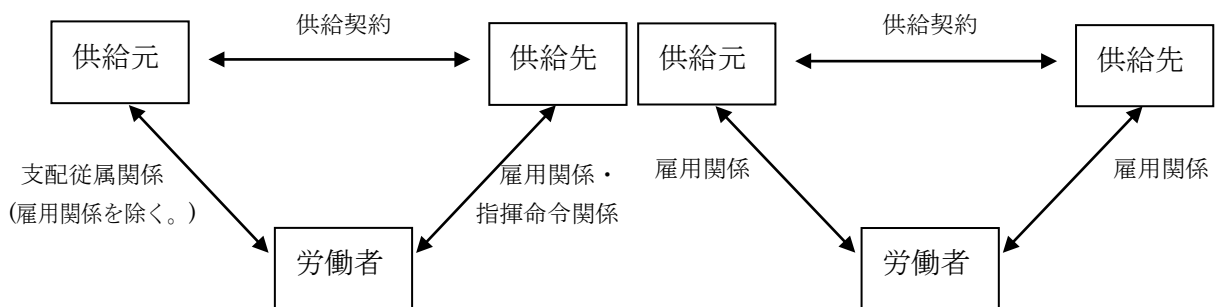 供給契約
供給元
供給先
支配従属関係
(雇用関係を除く。)
雇用関係・
指揮命令関係
労働者
供給契約
供給元
供給先
雇用関係
雇用関係
労働者